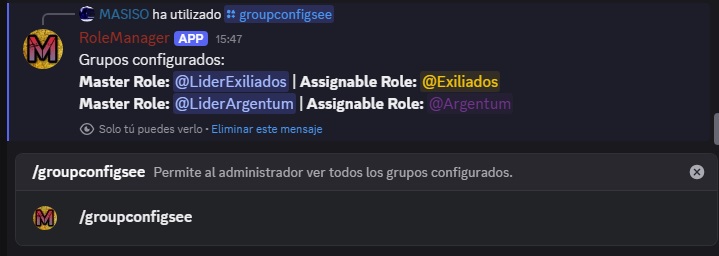 MASISO ha utilizado groupconfigsee
RoleManager APP 15:47
Grupos configurados:
Master Role: @LiderExiliados | Assignable Role: @Exiliados
Master Role: @LiderArgentum | Assignable Role: @Argentum
Solo tú puedes verlo • Eliminar este mensaje
/groupconfigsee Permite al administrador ver todos los grupos configurados.
/groupconfigsee